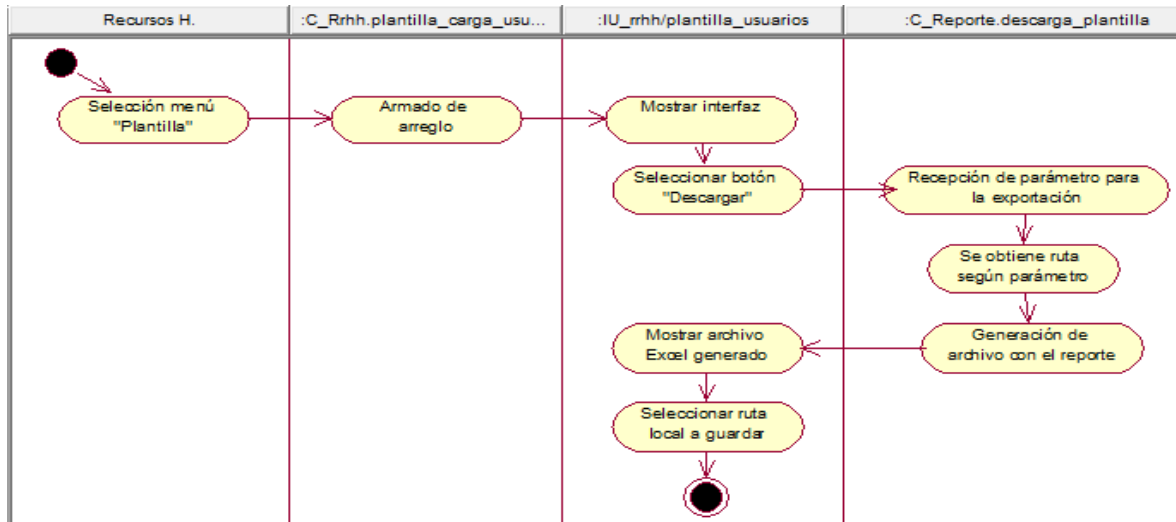 Recursos H.
:C_Rrhh.plantilla_carga_usu...
:IU_rrhh/plantilla_usuarios
:C_Reporte.descarga_plantilla
Selección menú
"Plantilla"
Armado de
arreglo
Mostrar interfaz
Seleccionar botón
"Descargar"
Recepción de parámetro para
la exportación
Se obtiene ruta
según parámetro
Mostrar archivo
Excel generado
Generación de
archivo con el reporte
Seleccionar ruta
local a guardar